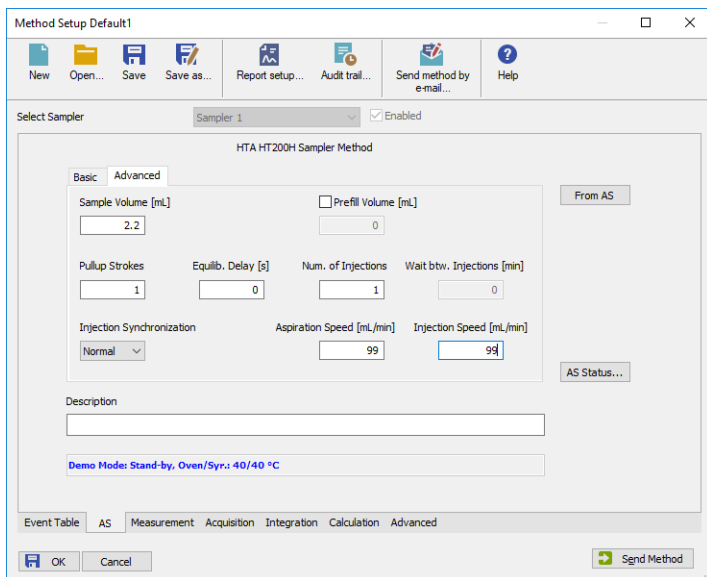 Method Setup Default1
New Open... Save Save as... Report setup... Audit trail... Send method by e-mail... Help
Select Sampler Sampler 1 Enabled
HTA HT200H Sampler Method
Basic Advanced
From AS
Sample Volume [mL] Prefill Volume [mL]
2.2 0
Pullup Strokes Equilib. Delay [s] Num. of Injections Wait btw. Injections [min]
1 0 1 0
Injection Synchronization Aspiration Speed [mL/min] Injection Speed [mL/min]
Normal 99 99
AS Status...
Description
Demo Mode: Stand-by, Oven/Syr.: 40/40 °C
Event Table AS Measurement Acquisition Integration Calculation Advanced
OK Cancel Send Method